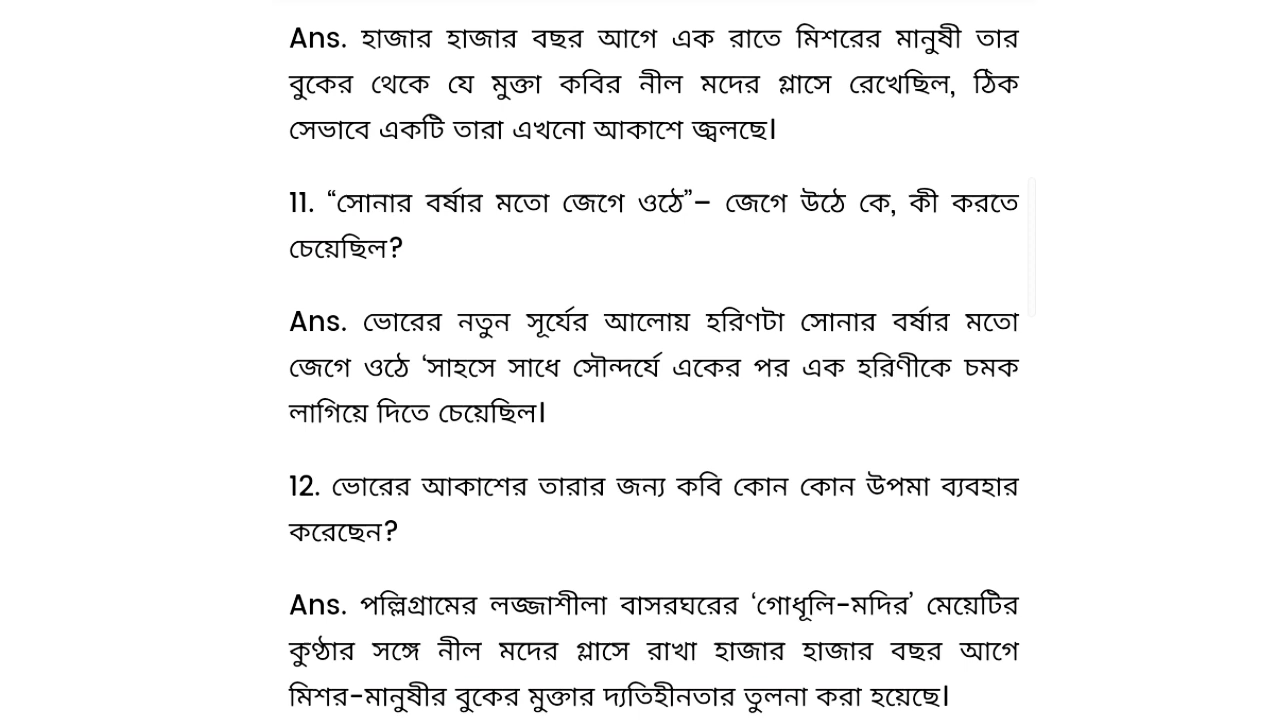 Ans. হাজার হাজার বছর আগে এক রাতে মিশরের মানুষী তার
বুকের থেকে যে মুক্তা কবির নীল মদের গ্লাসে রেখেছিল, ঠিক
সেভাবে একটি তারা এখনো আকাশে জ্বলছে।
11. “সোনার বর্ষার মতো জেগে ওঠে”– জেগে উঠে কে, কী করতে
চেয়েছিল?
Ans. ভোরের নতুন সূর্যের আলোয় হরিণটা সোনার বর্ষার মতো
জেগে ওঠে ‘সাহসে সাধে সৌন্দর্যে একের পর এক হরিণীকে চমক
লাগিয়ে দিতে চেয়েছিল।
12. ভোরের আকাশের তারার জন্য কবি কোন কোন উপমা ব্যবহার
করেছেন?
Ans. পল্লিগ্রামের লজ্জাশীলা বাসরঘরের ‘গোধূলি-মদির’ মেয়েটির
কুণ্ঠার সঙ্গে নীল মদের গ্লাসে রাখা হাজার হাজার বছর আগে
মিশর-মানুষীর বুকের মুক্তার দ্যতিহীনতার তুলনা করা হয়েছে।